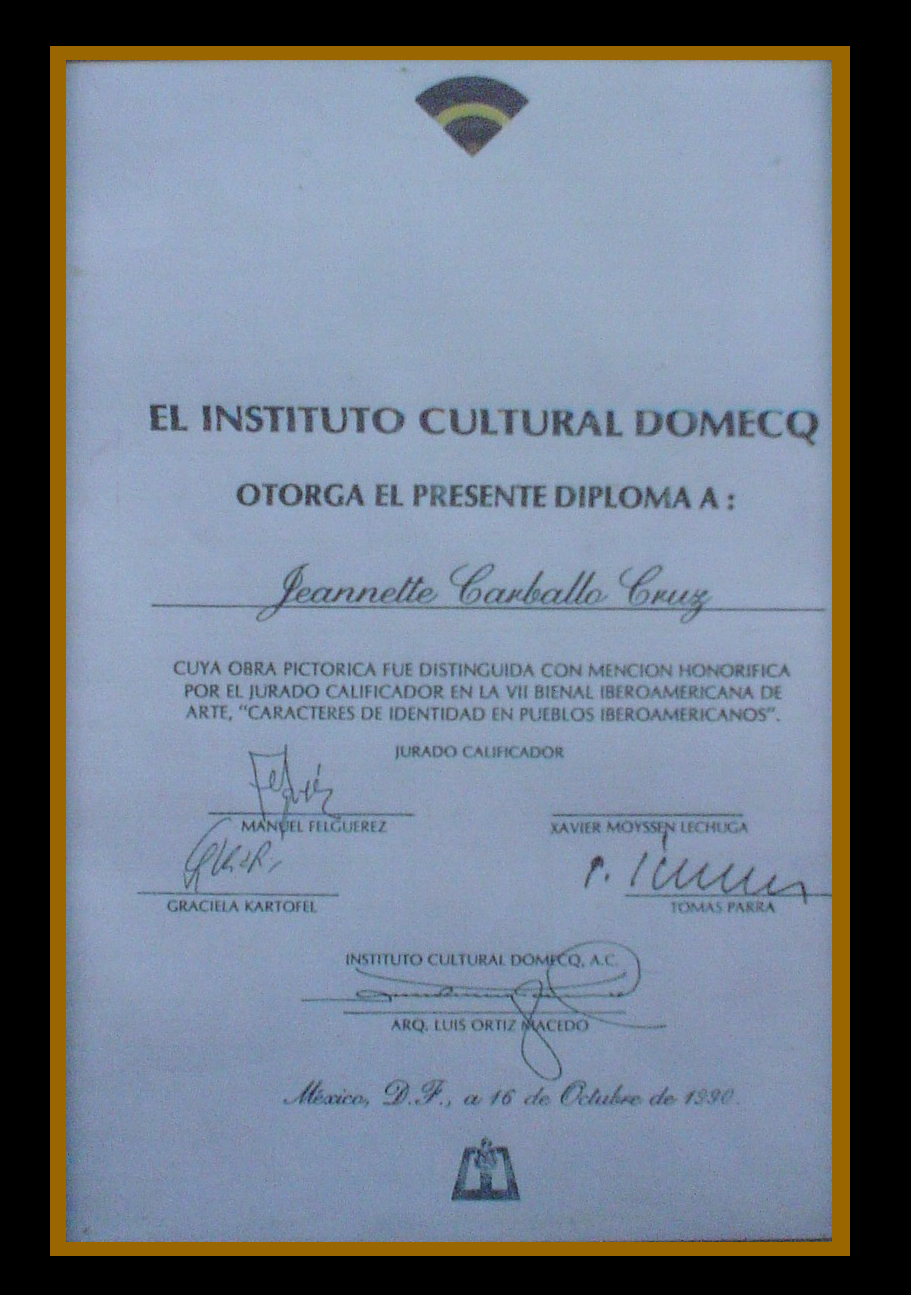 EL INSTITUTO CULTURAL DOMECQ
OTORGA EL PRESENTE DIPLOMA A :
Jeannette Carballo Cruz
CUYA OBRA PICTORICA FUE DISTINGUIDA CON MENCION HONORIFICA
POR EL JURADO CALIFICADOR EN LA VII BIENAL IBEROAMERICANA DE
ARTE, "CARACTERES DE IDENTIDAD EN PUEBLOS IBEROAMERICANOS".
JURADO CALIFICADOR
MANUEL FELGUEREZ
XAVIER MOYSSEN LECHUGA
GRACIELA KARTOFEL
TOMAS PARRA
INSTITUTO CULTURAL DOMECQ, A.C.
ARQ. LUIS ORTIZ MACEDO
México, D.F., a 16 de Octubre de 1990.